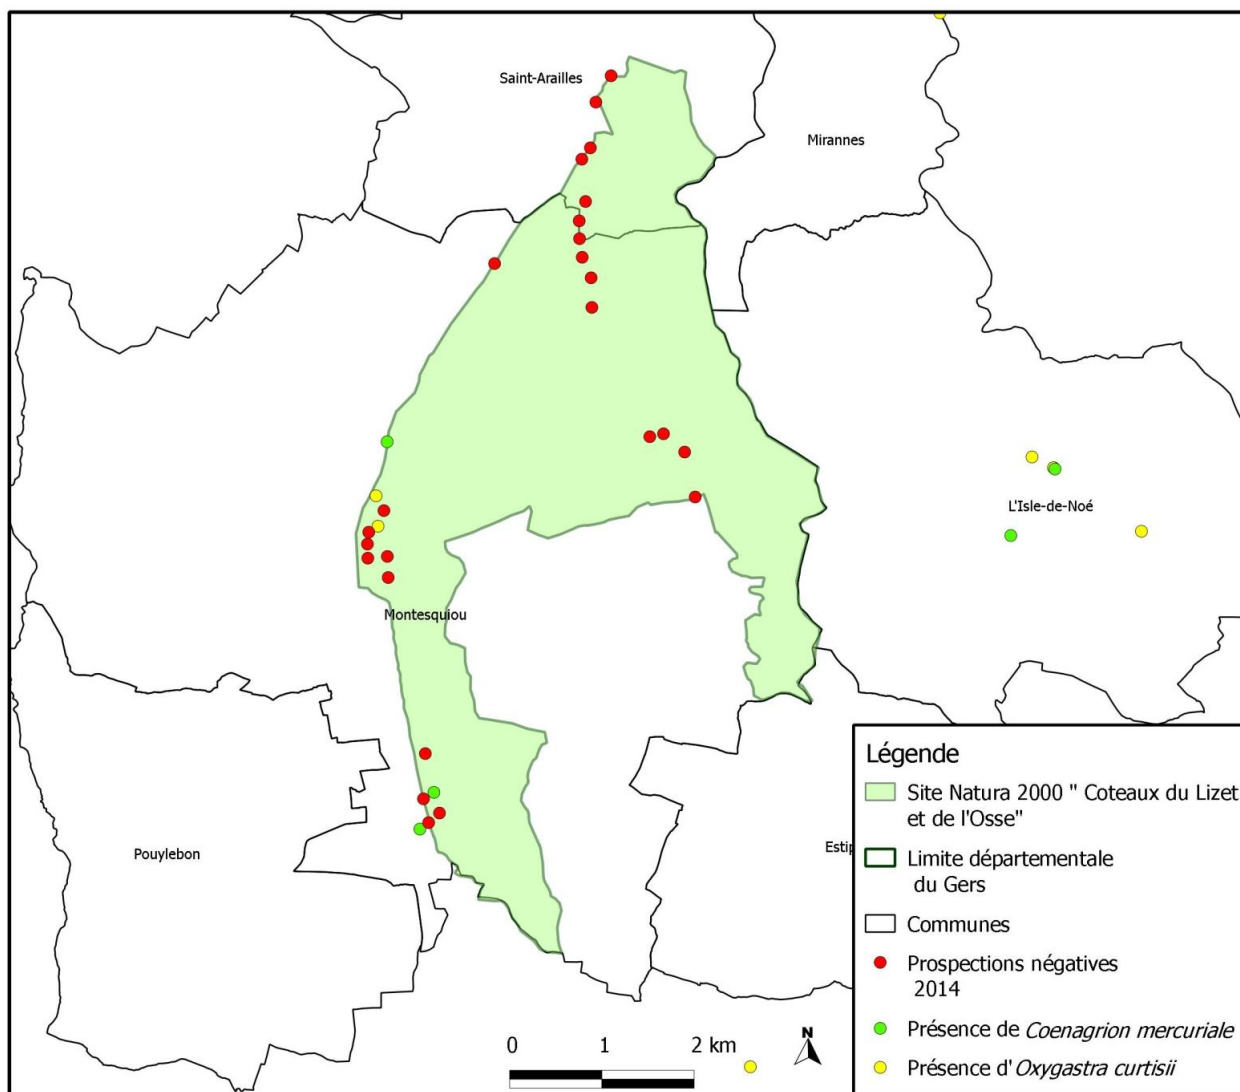 Saint-Arailles
Mirannes
L'Isle-de-Noé
Montesquiou
Pouylebon
Estip
Légende
Site Natura 2000 " Coteaux du Lizet
et de l'Osse"
Limite départementale
du Gers
Communes
Prospections négatives
2014
Présence de Coenagrion mercuriale
Présence d'Oxygastra curtisii
0 1 2 km
N